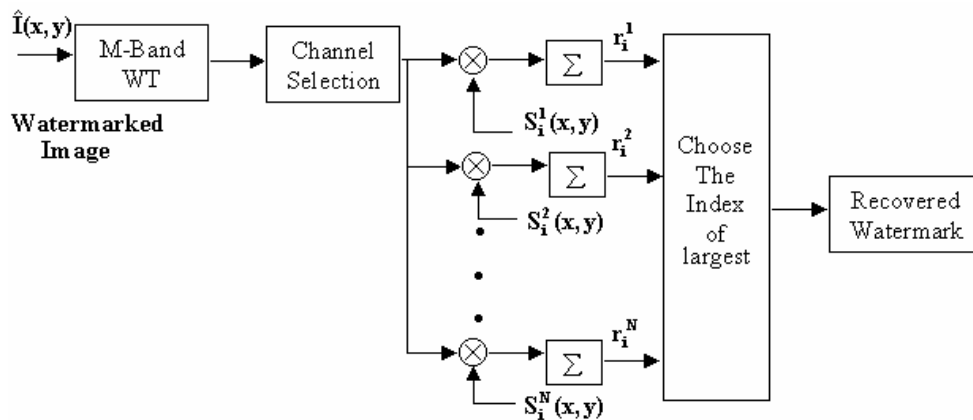 Î(x, y)
M-Band
WT
Watermarked
Image
Channel
Selection
⊗
Σ
r_i^1
S_i^1(x, y)
⊗
Σ
r_i^2
S_i^2(x, y)
⊗
Σ
r_i^N
S_i^N(x, y)
Choose
The
Index
of
largest
Recovered
Watermark